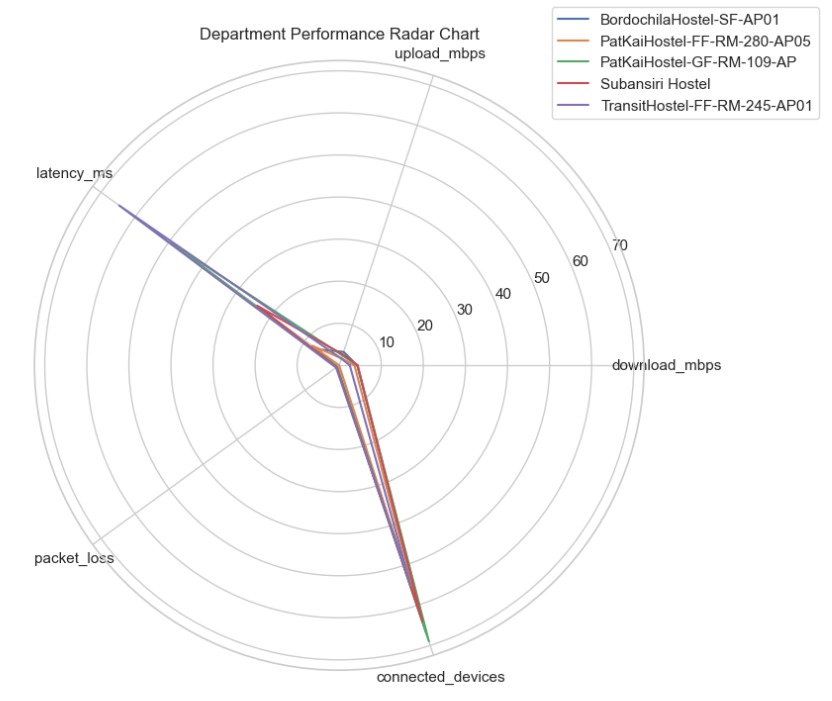 Department Performance Radar Chart
BordochilaHostel-SF-AP01
PatKaiHostel-FF-RM-280-AP05
PatKaiHostel-GF-RM-109-AP
Subansiri Hostel
TransitHostel-FF-RM-245-AP01
upload_mbps
latency_ms
70
60
50
40
30
20
10
download_mbps
packet_loss
connected_devices